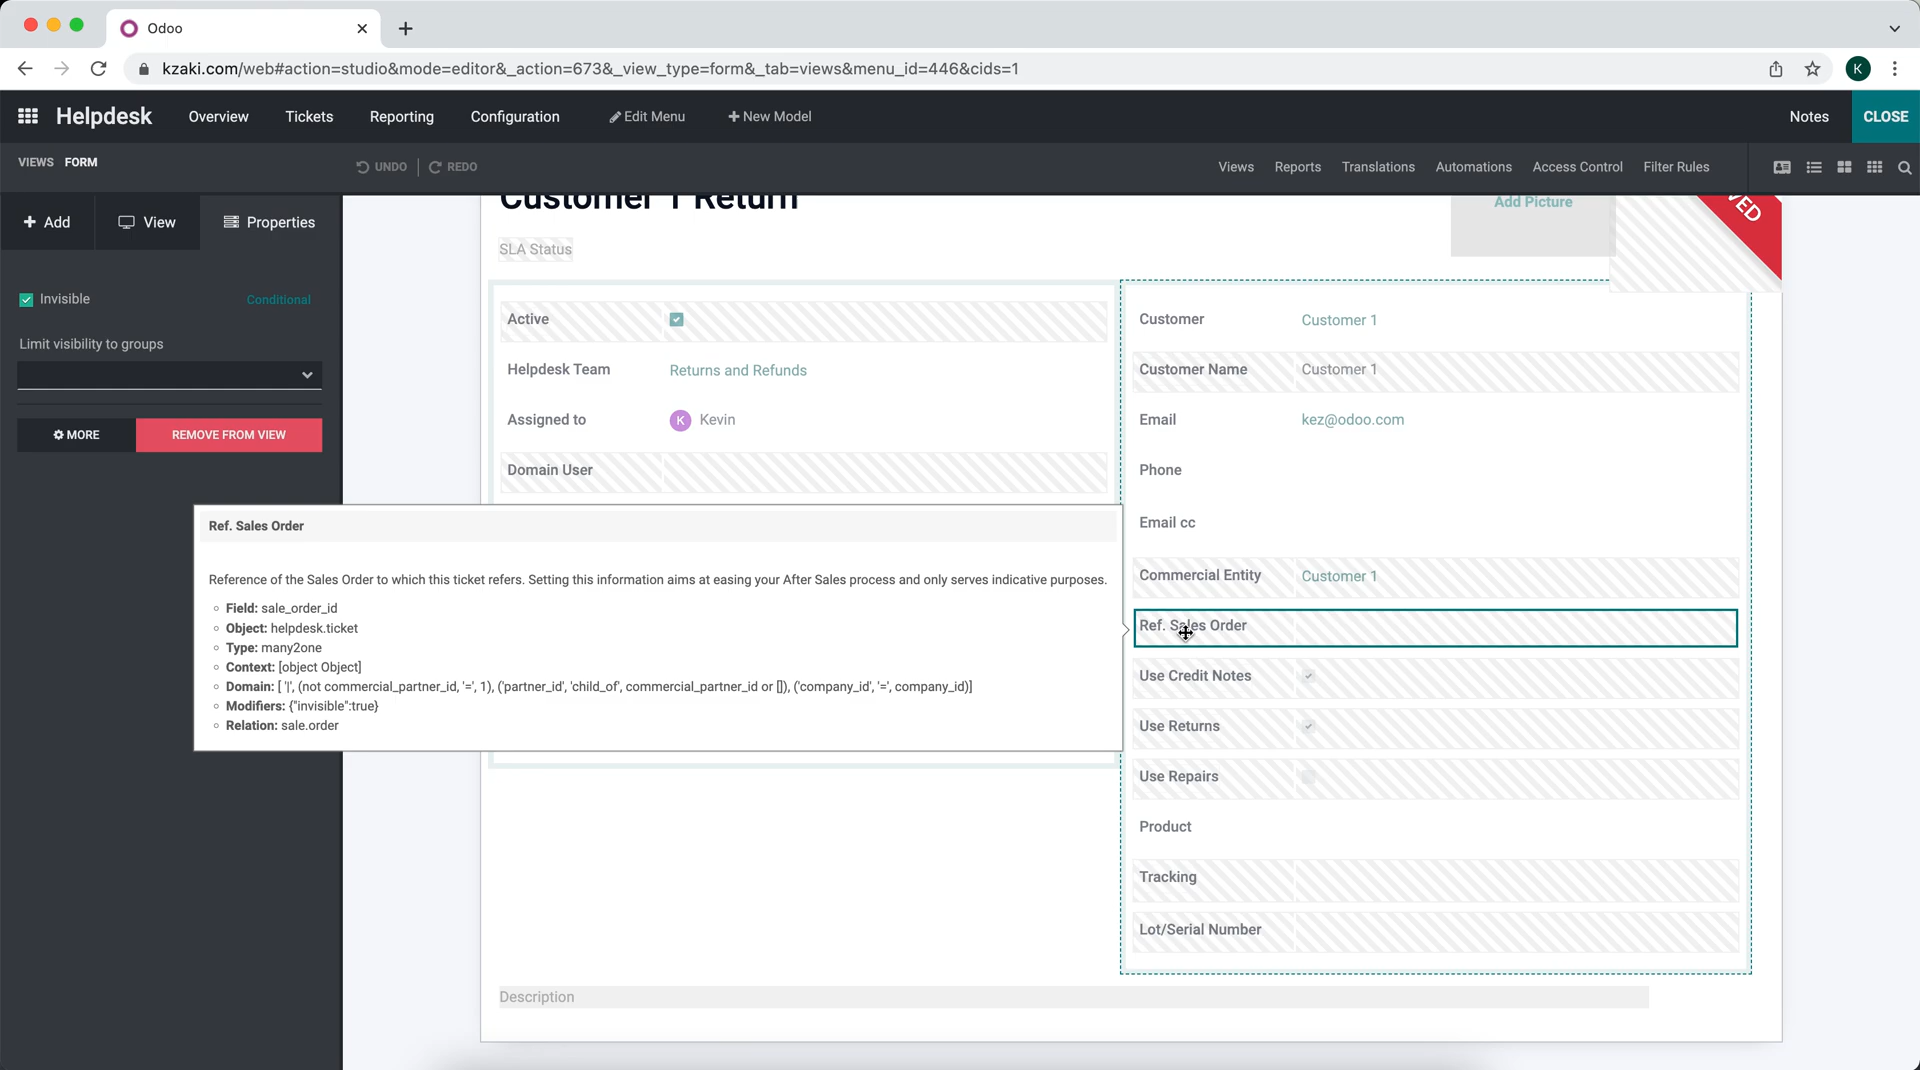 Odoo
kzaki.com/web#action=studio&mode=editor&_action=673&_view_type=form&_tab=views&menu_id=446&cids=1
K
Helpdesk Overview Tickets Reporting Configuration Edit Menu + New Model Notes CLOSE
VIEWS FORM UNDO REDO Views Reports Translations Automations Access Control Filter Rules
+ Add View Properties
Invisible Conditional
Limit visibility to groups
MORE REMOVE FROM VIEW
Customer 1 Return
Add Picture
SLA Status
Active
Helpdesk Team Returns and Refunds
Assigned to K Kevin
Domain User
Customer Customer 1
Customer Name Customer 1
Email kez@odoo.com
Phone
Email cc
Commercial Entity Customer 1
Ref. Sales Order
Use Credit Notes
Use Returns
Use Repairs
Product
Tracking
Lot/Serial Number
Ref. Sales Order
Reference of the Sales Order to which this ticket refers. Setting this information aims at easing your After Sales process and only serves indicative purposes.
Field: sale_order_id
Object: helpdesk.ticket
Type: many2one
Context: [object Object]
Domain: [ '|', (not commercial_partner_id, '=', 1), ('partner_id', 'child_of', commercial_partner_id or []), ('company_id', '=', company_id)]
Modifiers: {"invisible":true}
Relation: sale.order
Description